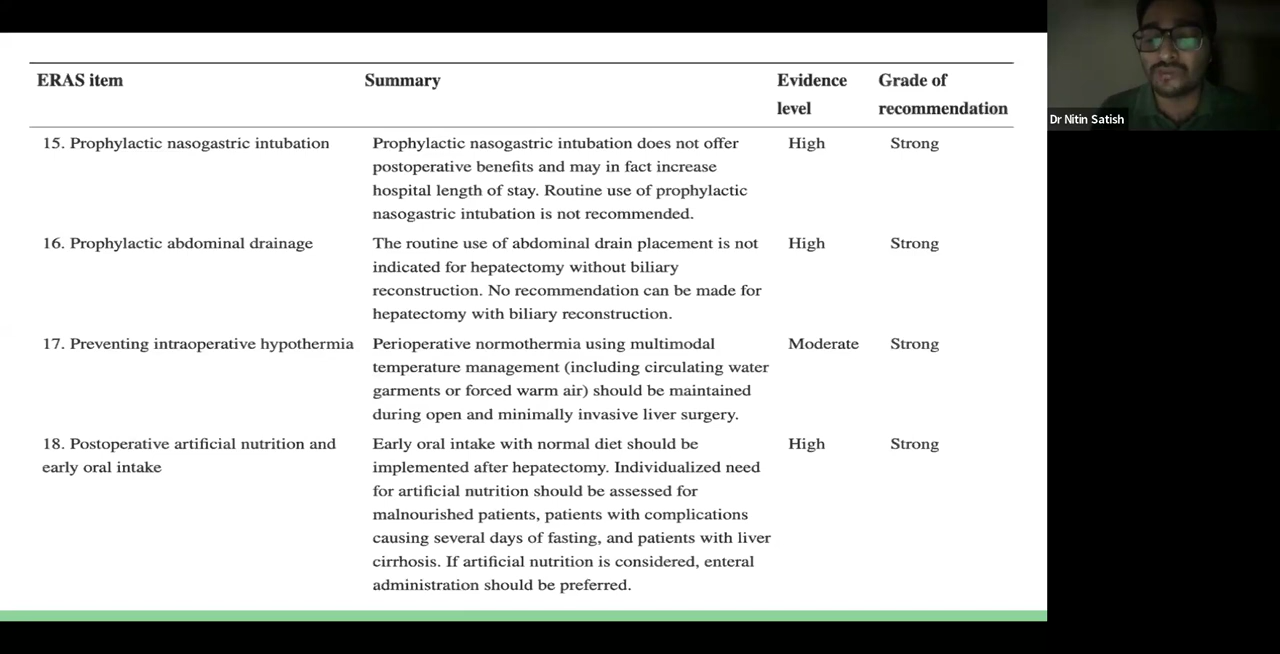 ERAS item Summary Evidence level Grade of recommendation
15. Prophylactic nasogastric intubation
Prophylactic nasogastric intubation does not offer
postoperative benefits and may in fact increase
hospital length of stay. Routine use of prophylactic
nasogastric intubation is not recommended.
High
Strong
16. Prophylactic abdominal drainage
The routine use of abdominal drain placement is not
indicated for hepatectomy without biliary
reconstruction. No recommendation can be made for
hepatectomy with biliary reconstruction.
High
Strong
17. Preventing intraoperative hypothermia
Perioperative normothermia using multimodal
temperature management (including circulating water
garments or forced warm air) should be maintained
during open and minimally invasive liver surgery.
Moderate
Strong
18. Postoperative artificial nutrition and
early oral intake
Early oral intake with normal diet should be
implemented after hepatectomy. Individualized need
for artificial nutrition should be assessed for
malnourished patients, patients with complications
causing several days of fasting, and patients with liver
cirrhosis. If artificial nutrition is considered, enteral
administration should be preferred.
High
Strong
Dr Nitin Satish